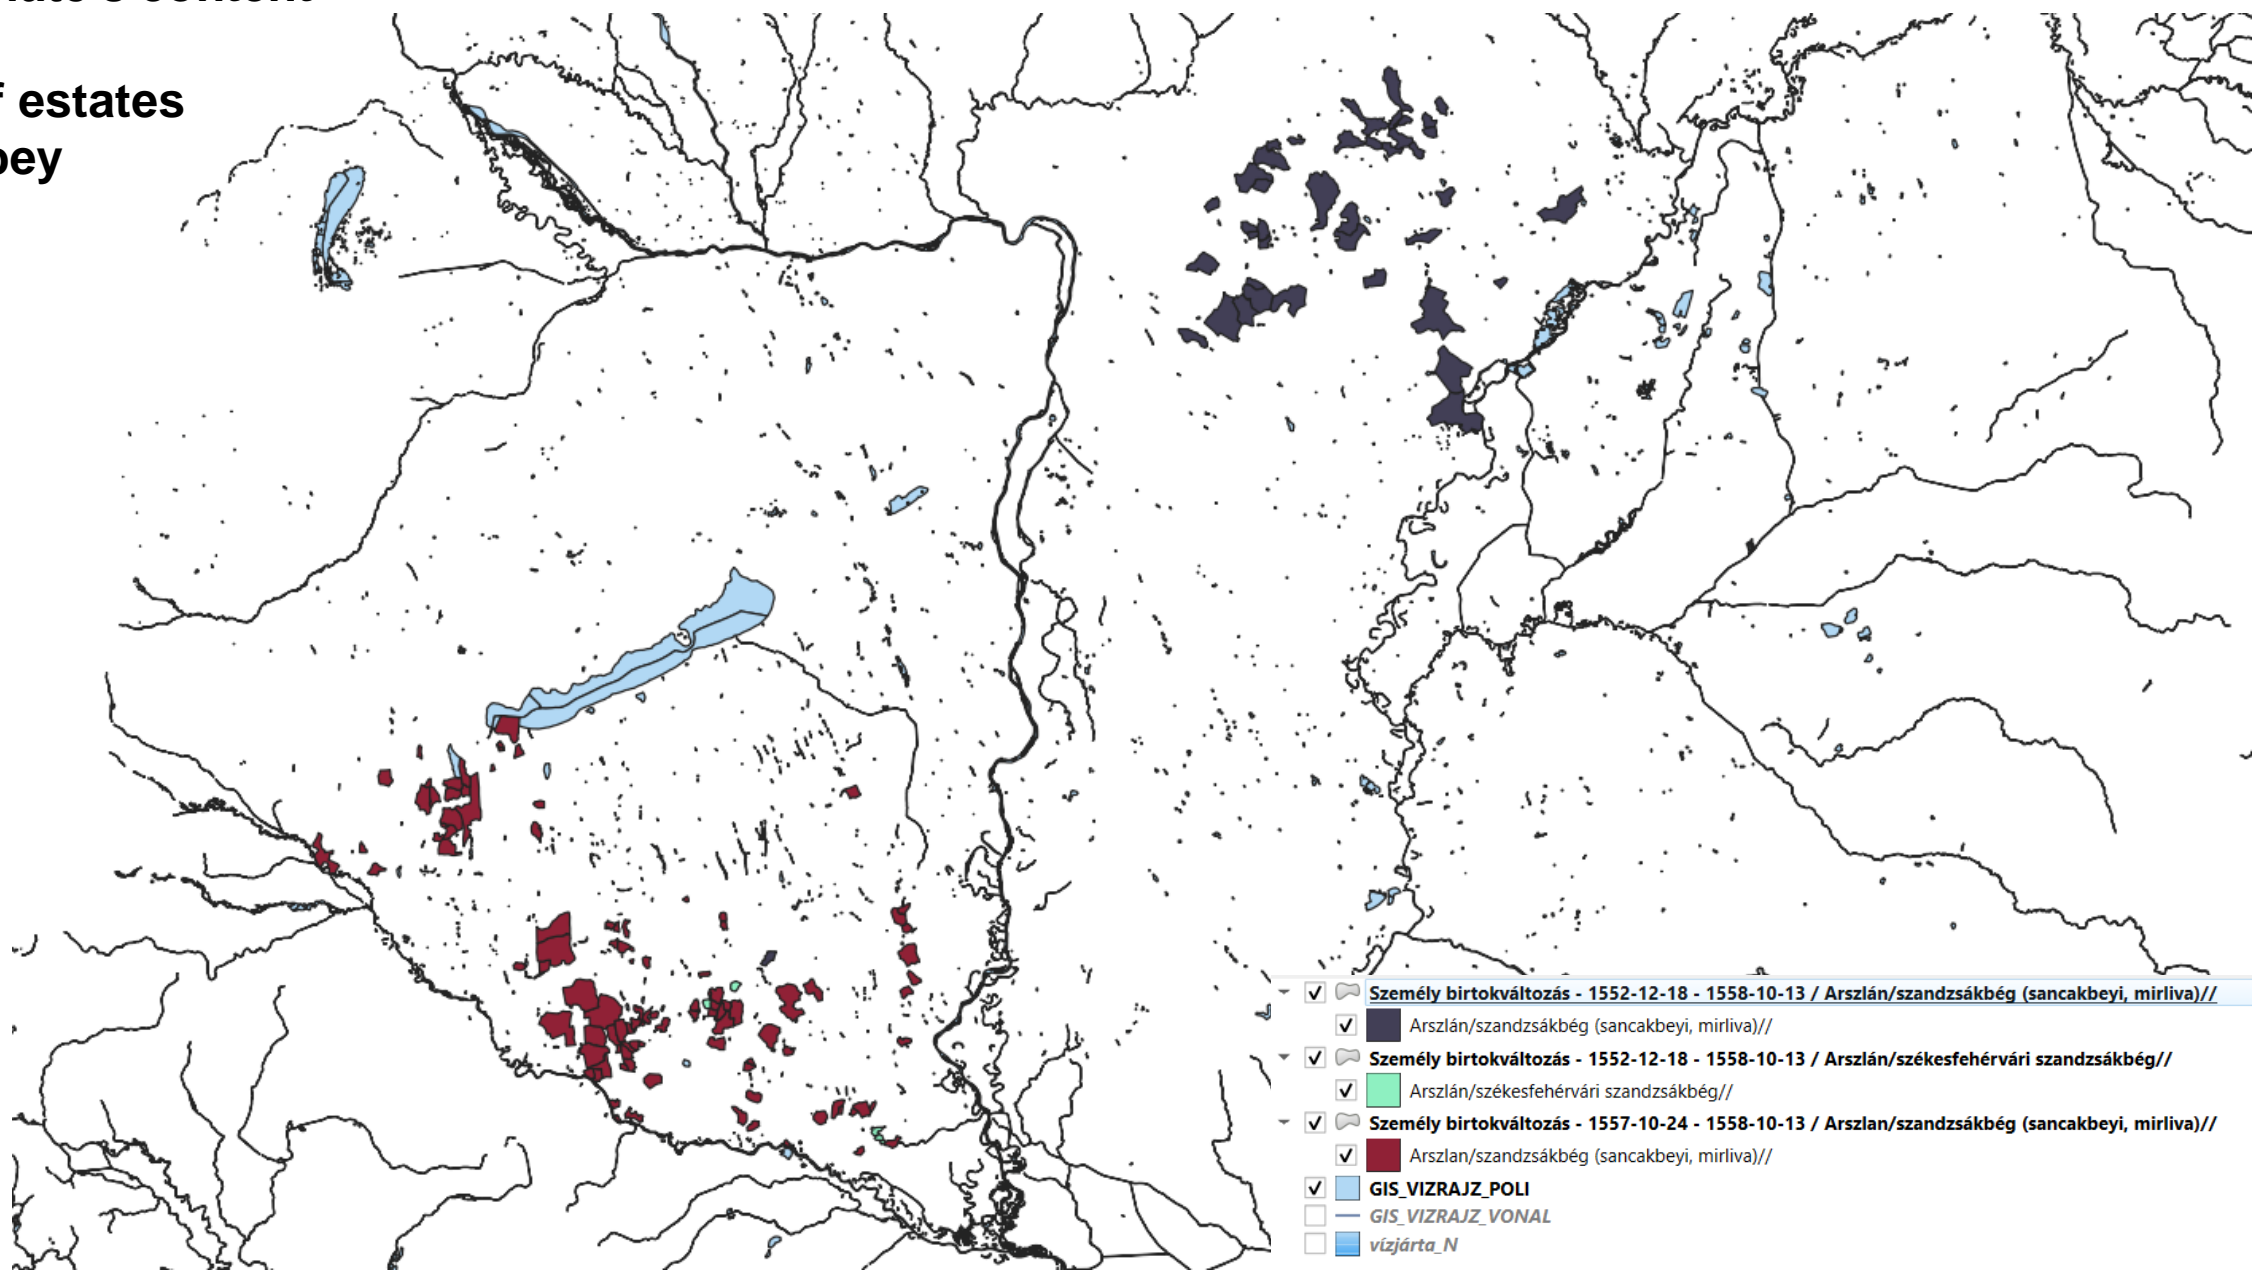 estates
Személy birtokváltozás - 1552-12-18 - 1558-10-13 / Arszlán/szandzsákbég (sancakbeyi, mirliva)//
Arszlán/szandzsákbég (sancakbeyi, mirliva)//
Személy birtokváltozás - 1552-12-18 - 1558-10-13 / Arszlán/székesfehérvári szandzsákbég//
Arszlán/székesfehérvári szandzsákbég//
Személy birtokváltozás - 1557-10-24 - 1558-10-13 / Arszlan/szandzsákbég (sancakbeyi, mirliva)//
Arszlan/szandzsákbég (sancakbeyi, mirliva)//
GIS_VIZRAJZ_POLI
GIS_VIZRAJZ_VONAL
vízjárta_N